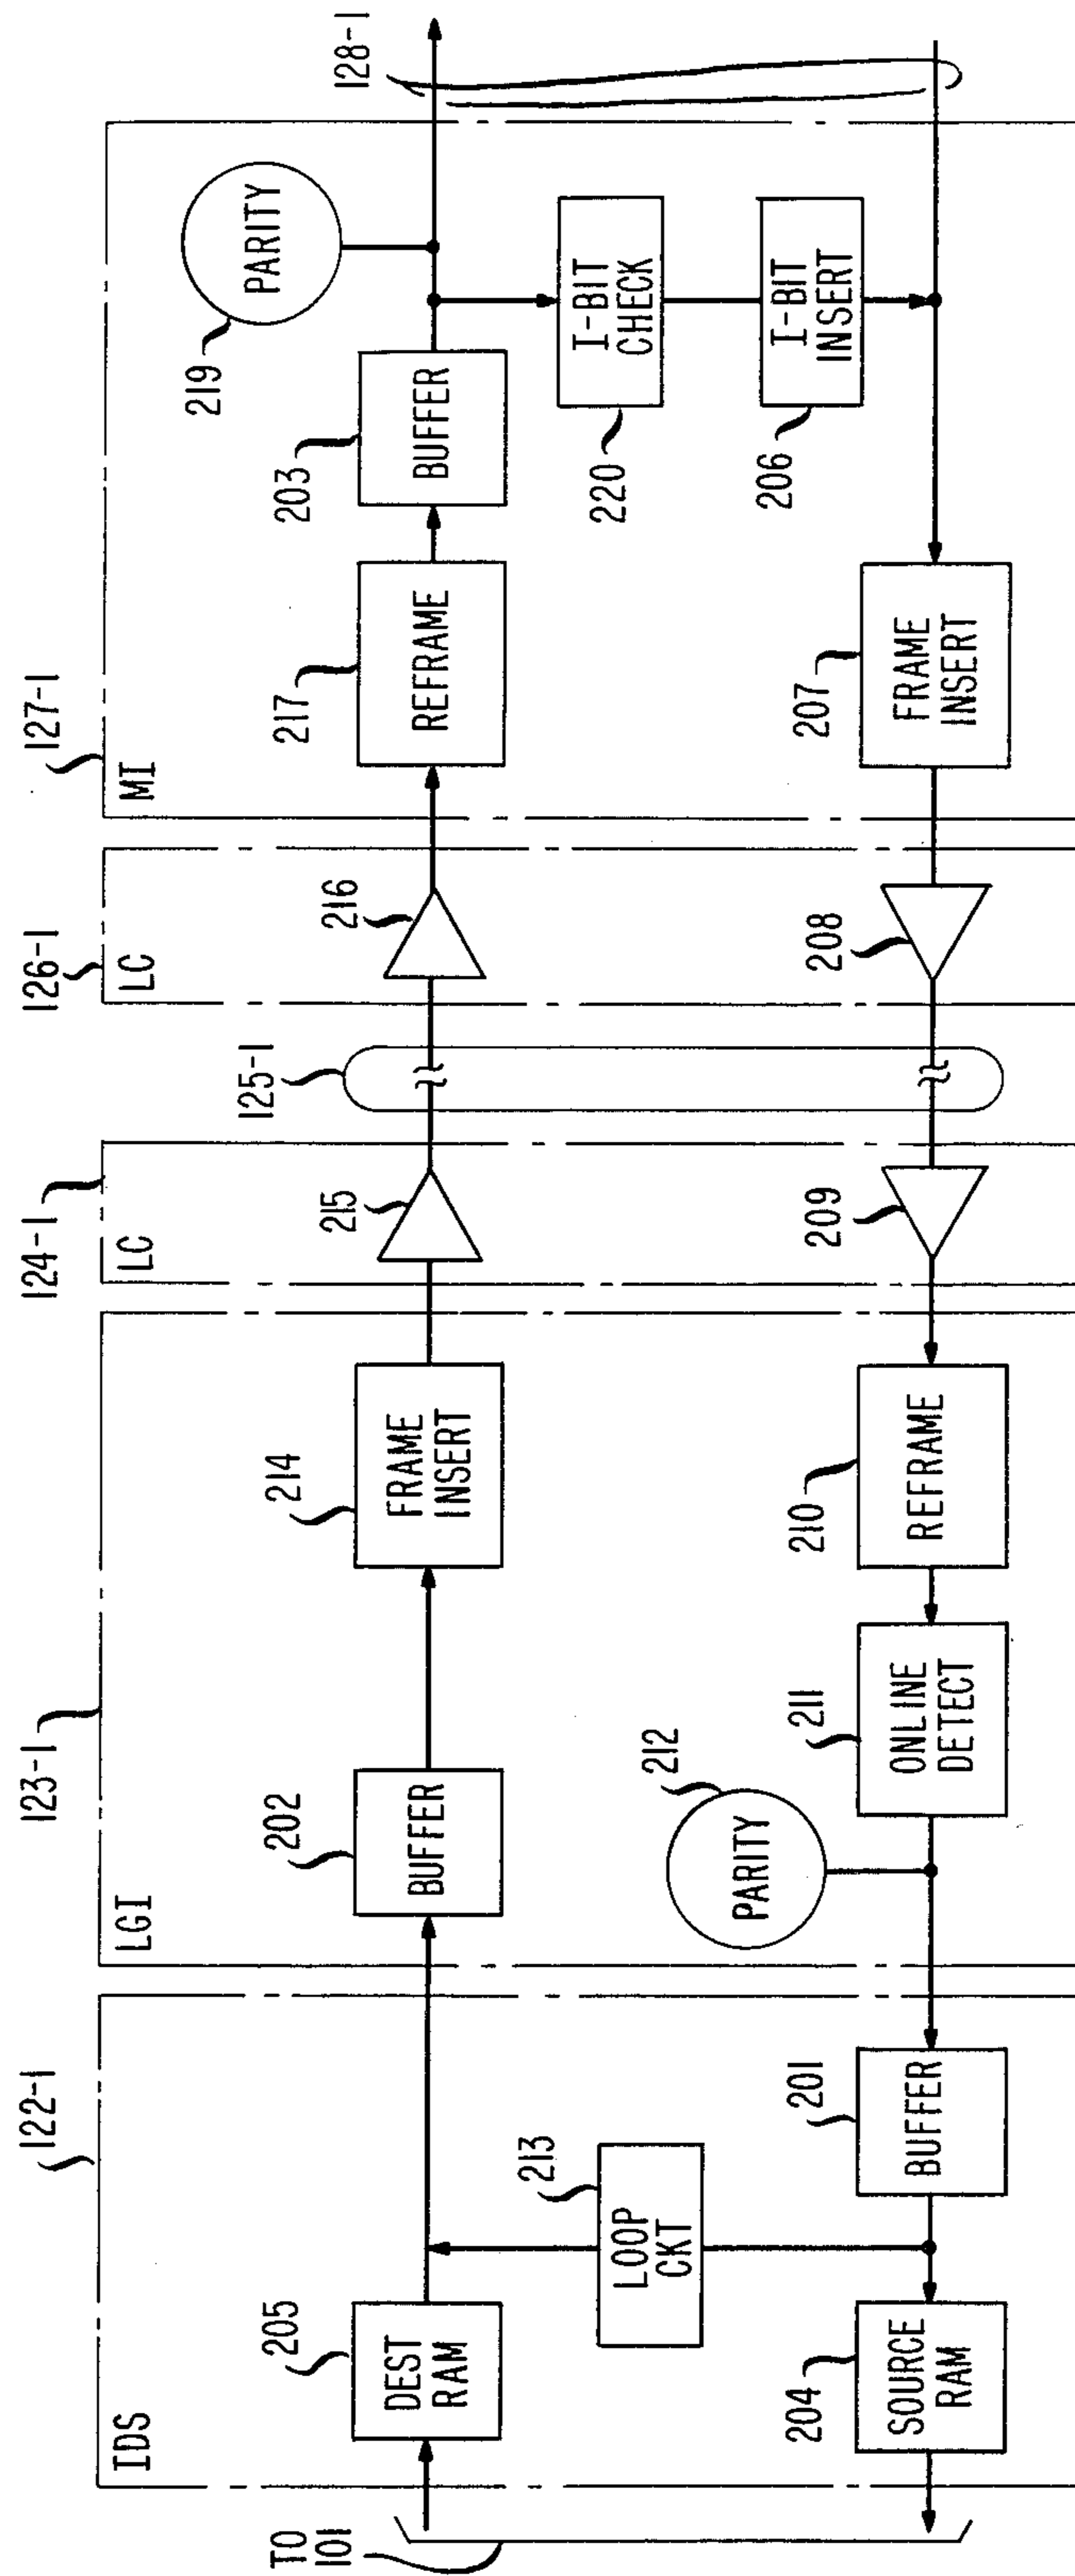 122-1
IDS
TO
101
205
DEST
RAM
213
LOOP
CKT
204
SOURCE
RAM
201
BUFFER
123-1
LGI
202
BUFFER
214
FRAME
INSERT
212
PARITY
211
ONLINE
DETECT
210
REFRAME
124-1
LC
215
209
125-1
126-1
LC
216
208
127-1
MI
217
REFRAME
203
BUFFER
219
PARITY
220
I-BIT
CHECK
206
I-BIT
INSERT
207
FRAME
INSERT
128-1